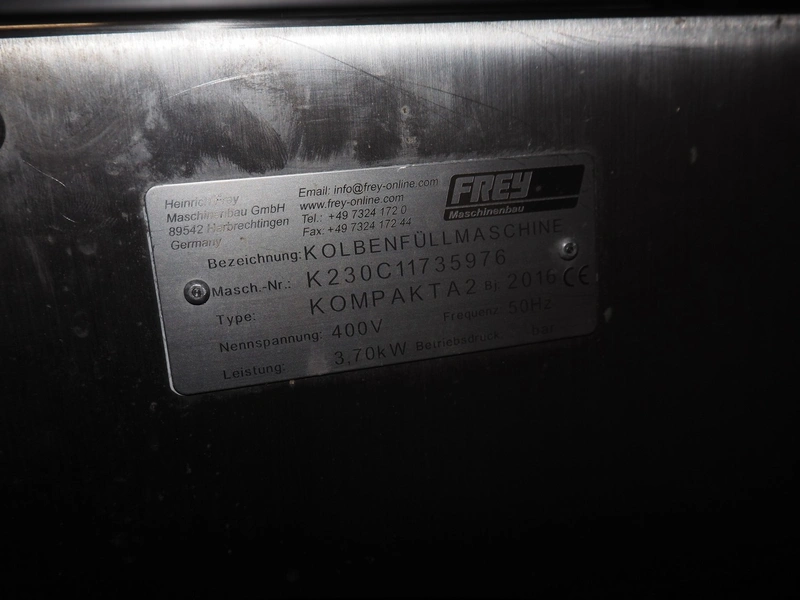 Heinrich Frey
Maschinenbau GmbH
89542 Herbrechtingen
Germany
Email: info@frey-online.com
www.frey-online.com
Tel.: +49 7324 172 0
Fax: +49 7324 172 44
FREY
Maschinenbau
Bezeichnung: KOLBENFÜLLMASCHINE
Masch.-Nr.: K230C11735976
Type: KOMPAKTA2 Bj. 2016 CE
Nennspannung: 400V Frequenz: 50Hz
Leistung: 3,70kW Betriebsdruck: bar